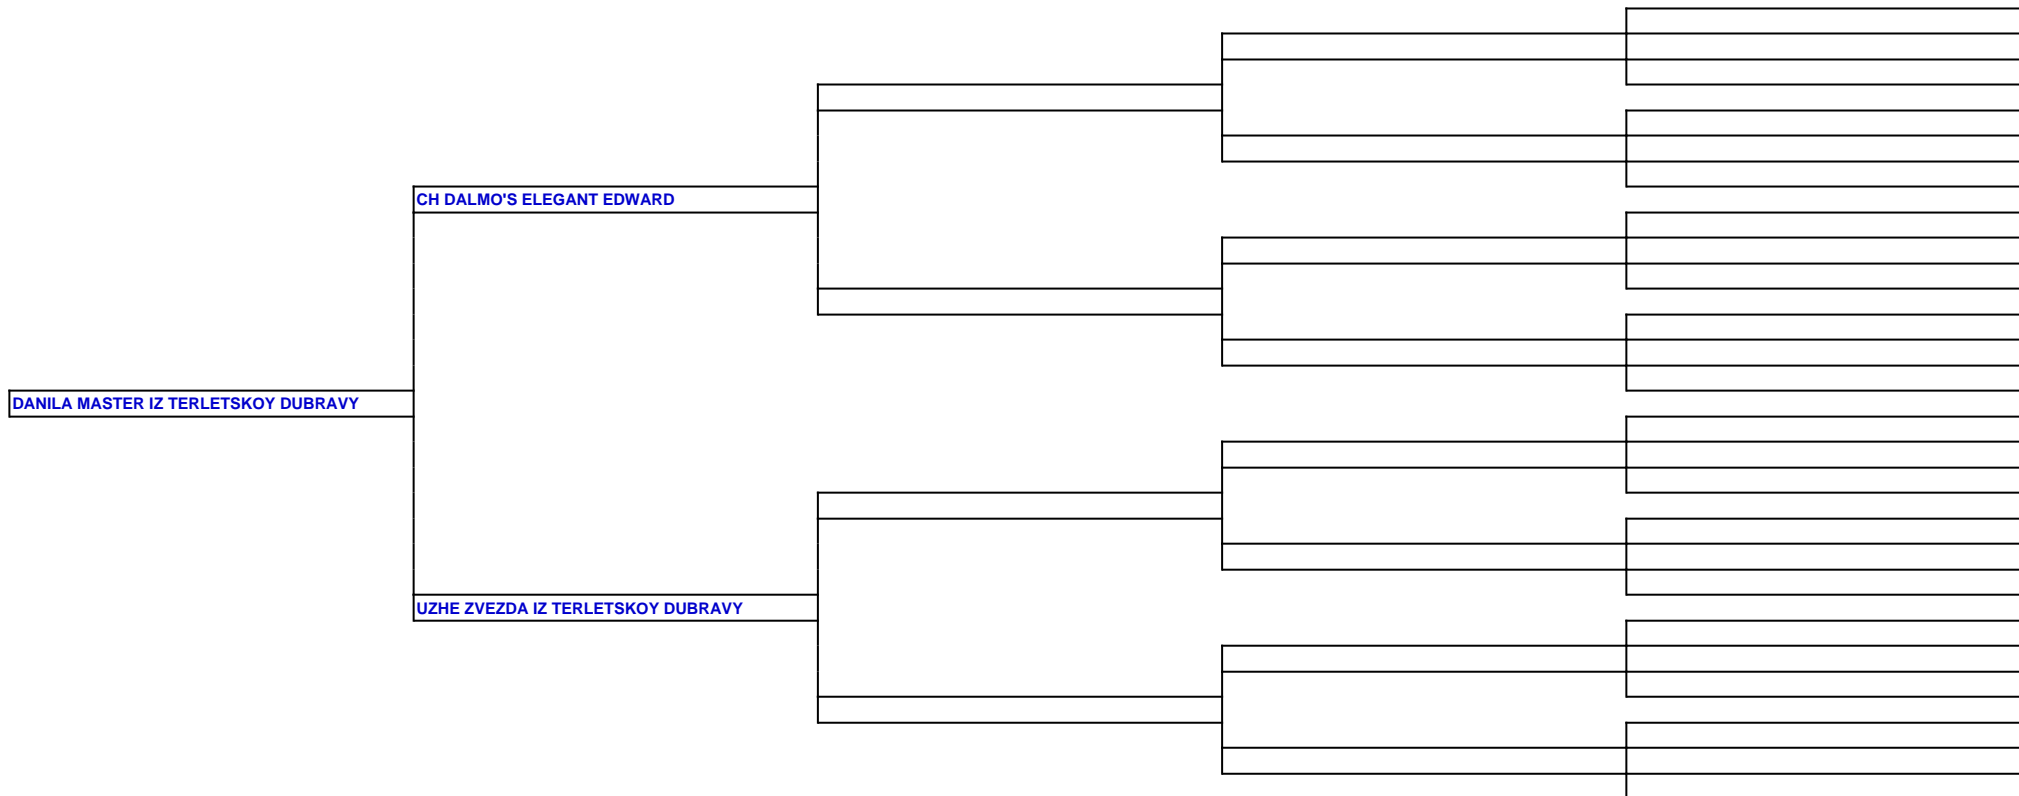 CH DALMO'S ELEGANT EDWARD
DANILA MASTER IZ TERLETSKOY DUBRAVY
UZHE ZVEZDA IZ TERLETSKOY DUBRAVY